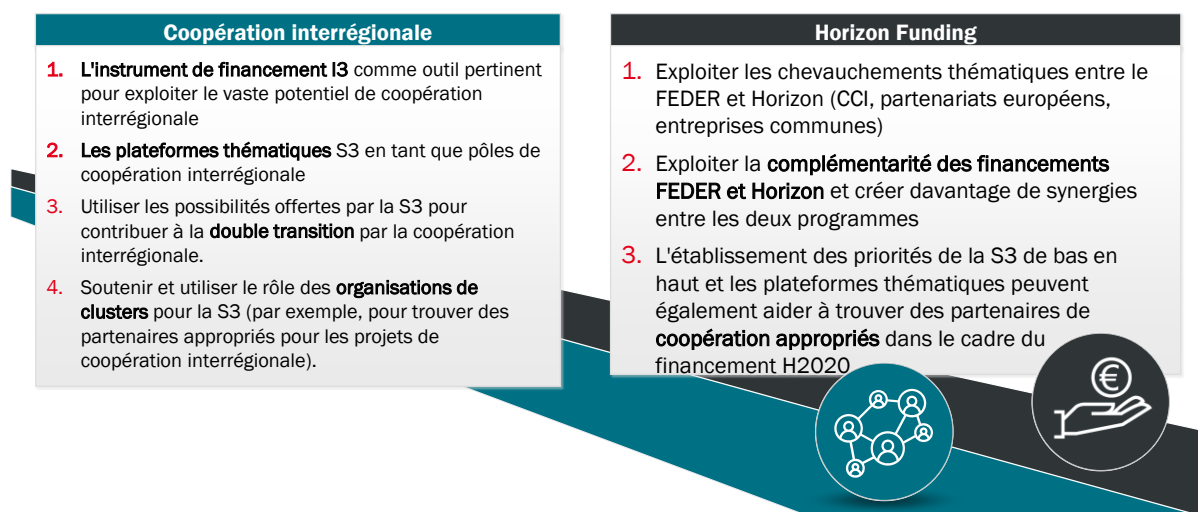 Coopération interrégionale
1. L'instrument de financement I3 comme outil pertinent
pour exploiter le vaste potentiel de coopération
interrégionale
2. Les plateformes thématiques S3 en tant que pôles de
coopération interrégionale
3. Utiliser les possibilités offertes par la S3 pour
contribuer à la double transition par la coopération
interrégionale.
4. Soutenir et utiliser le rôle des organisations de
clusters pour la S3 (par exemple, pour trouver des
partenaires appropriés pour les projets de
coopération interrégionale).
Horizon Funding
1. Exploiter les chevauchements thématiques entre le
FEDER et Horizon (CCI, partenariats européens,
entreprises communes)
2. Exploiter la complémentarité des financements
FEDER et Horizon et créer davantage de synergies
entre les deux programmes
3. L'établissement des priorités de la S3 de bas en
haut et les plateformes thématiques peuvent
également aider à trouver des partenaires de
coopération appropriés dans le cadre du
financement H2020
€